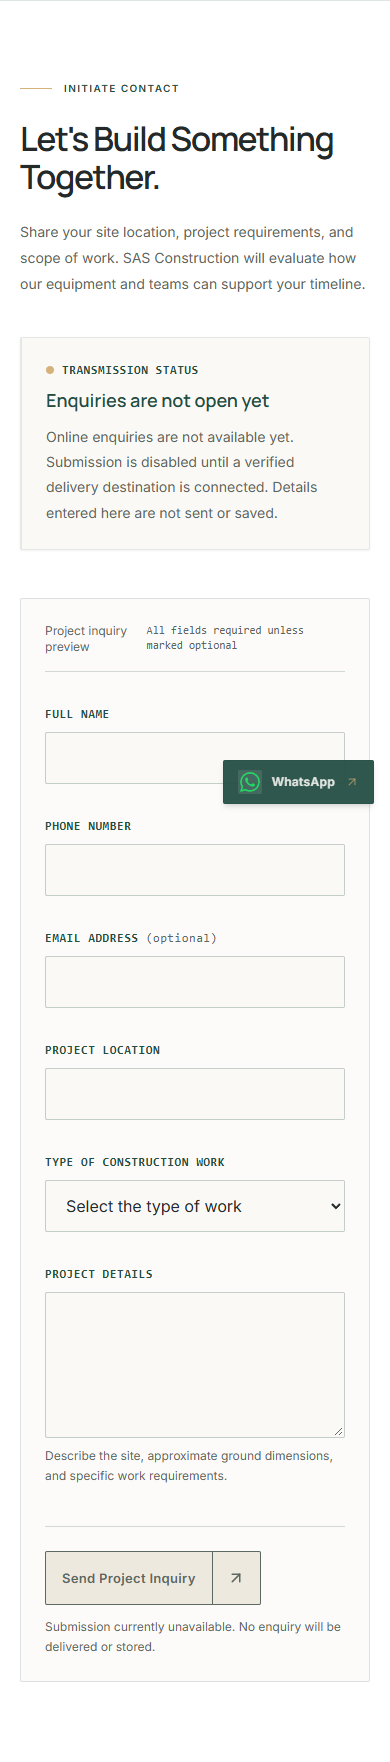 INITIATE CONTACT
Let's Build Something
Together.
Share your site location, project requirements, and
scope of work. SAS Construction will evaluate how
our equipment and teams can support your timeline.
TRANSMISSION STATUS
Enquiries are not open yet
Online enquiries are not available yet.
Submission is disabled until a verified
delivery destination is connected. Details
entered here are not sent or saved.
Project inquiry
preview
All fields required unless
marked optional
FULL NAME
WhatsApp
PHONE NUMBER
EMAIL ADDRESS (optional)
PROJECT LOCATION
TYPE OF CONSTRUCTION WORK
Select the type of work
PROJECT DETAILS
Describe the site, approximate ground dimensions,
and specific work requirements.
Send Project Inquiry
Submission currently unavailable. No enquiry will be
delivered or stored.